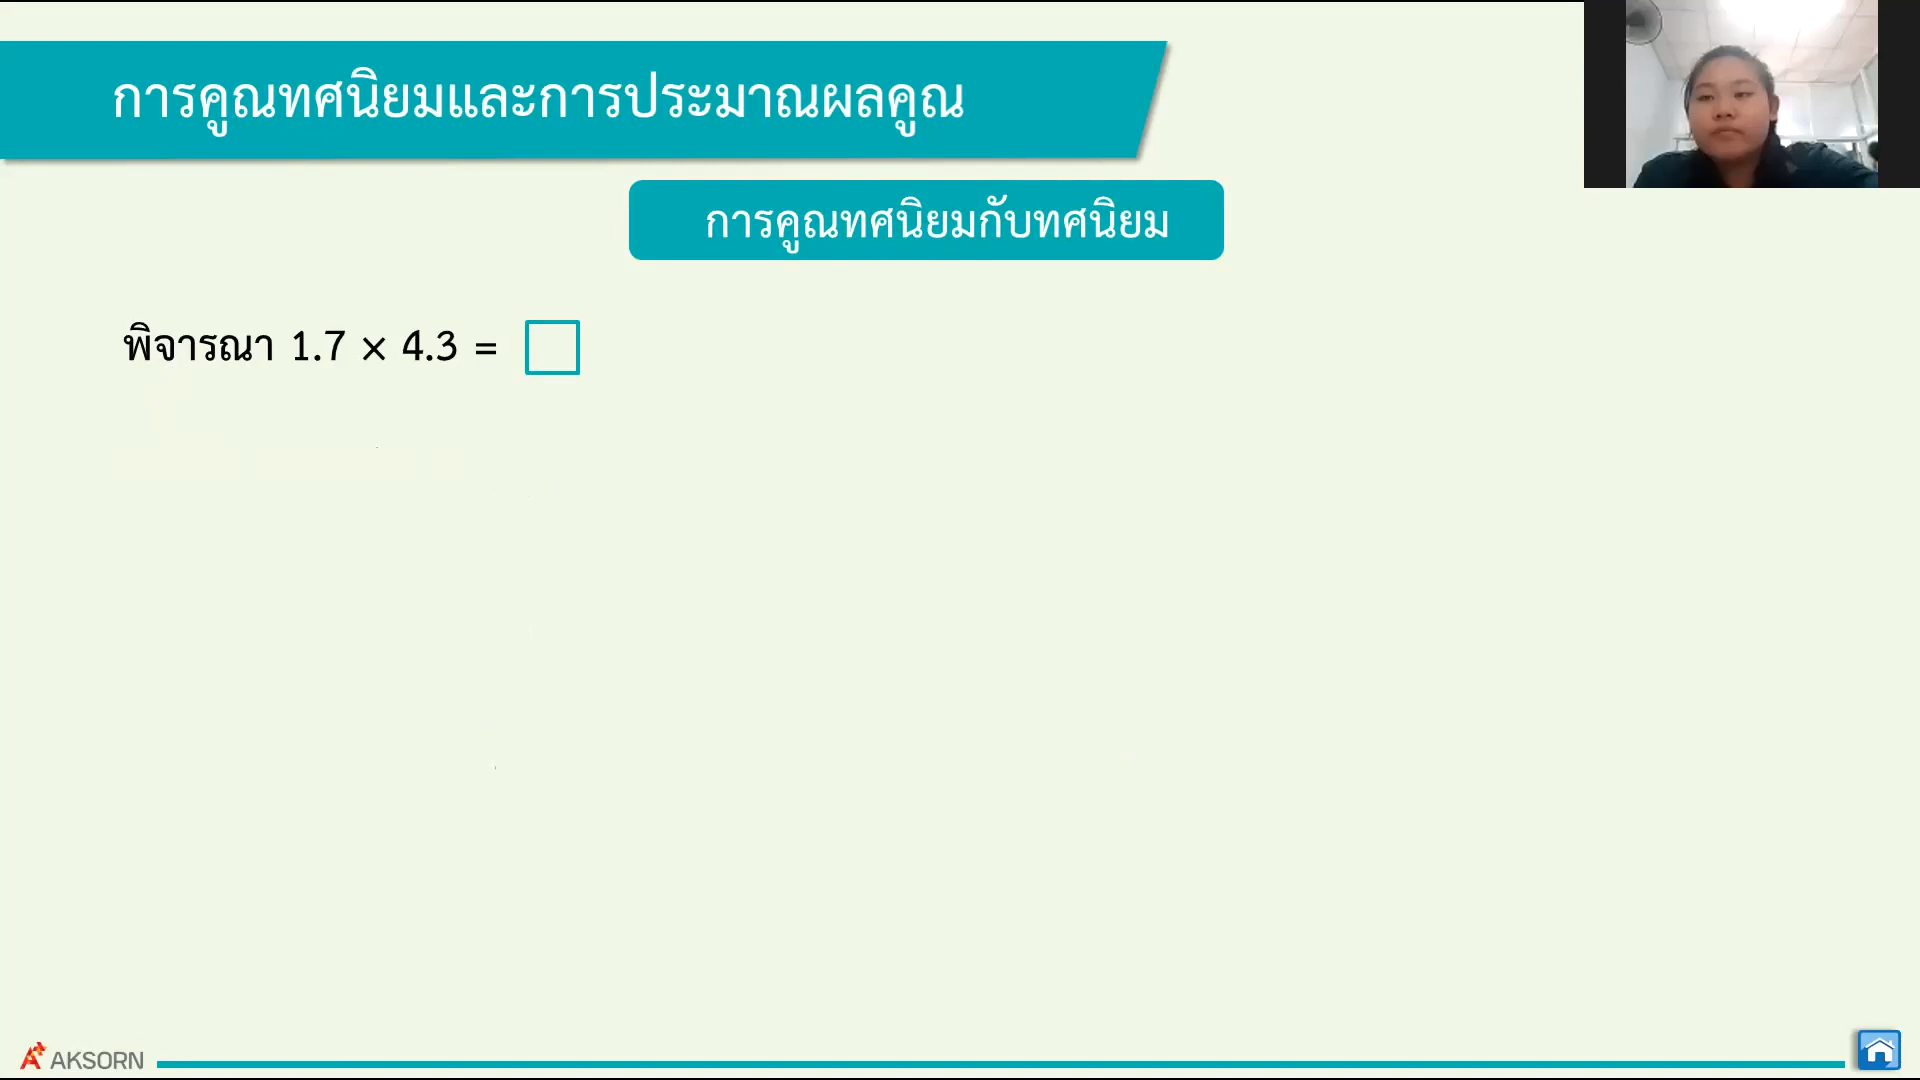 การคูณทศนิยมและการประมาณผลคูณ
การคูณทศนิยมกับทศนิยม
พิจารณา 1.7 × 4.3 =
AKSORN